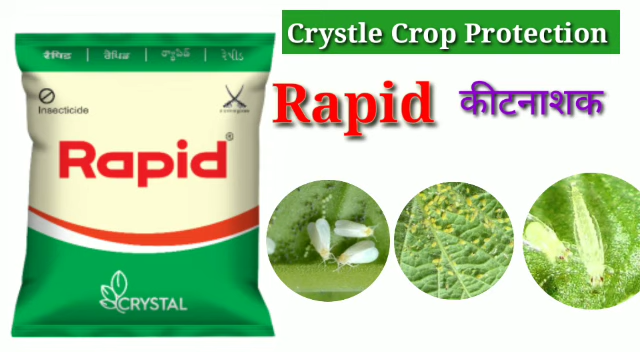 Crystle Crop Protection
Rapid कीटनाशक
रैपिड | रेपिड
Insecticide
Rapid®
CRYSTAL